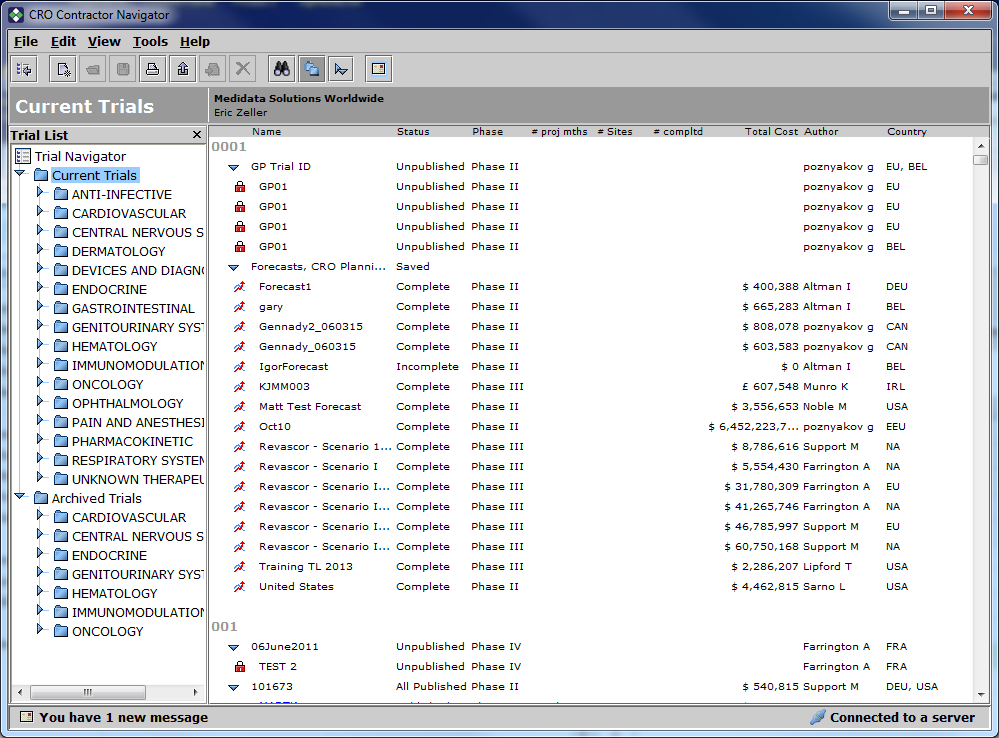 CRO Contractor Navigator
File Edit View Tools Help
Current Trials
Medidata Solutions Worldwide
Eric Zeller
Trial List
Trial Navigator
Current Trials
ANTI-INFECTIVE
CARDIOVASCULAR
CENTRAL NERVOUS S
DERMATOLOGY
DEVICES AND DIAGN
ENDOCRINE
GASTROINTESTINAL
GENITOURINARY SYST
HEMATOLOGY
IMMUNOMODULATION
ONCOLOGY
OPHTHALMOLOGY
PAIN AND ANESTHESI
PHARMACOKINETIC
RESPIRATORY SYSTEM
UNKNOWN THERAPEU
Archived Trials
CARDIOVASCULAR
CENTRAL NERVOUS S
ENDOCRINE
GENITOURINARY SYST
HEMATOLOGY
IMMUNOMODULATION
ONCOLOGY
Name Status Phase # proj mths # Sites # compltd Total Cost Author Country
0001
GP Trial ID Unpublished Phase II poznyakov g EU, BEL
GP01 Unpublished Phase II poznyakov g EU
GP01 Unpublished Phase II poznyakov g EU
GP01 Unpublished Phase II poznyakov g EU
GP01 Unpublished Phase II poznyakov g BEL
Forecasts, CRO Planni... Saved
Forecast1 Complete Phase II $ 400,388 Altman I DEU
gary Complete Phase II $ 665,283 Altman I BEL
Gennady2_060315 Complete Phase II $ 808,078 poznyakov g CAN
Gennady_060315 Complete Phase II $ 603,583 poznyakov g CAN
IgorForecast Incomplete Phase II $ 0 Altman I BEL
KJMM003 Complete Phase III £ 607,548 Munro K IRL
Matt Test Forecast Complete Phase II $ 3,556,653 Noble M USA
Oct10 Complete Phase II $ 6,452,223,7... poznyakov g EEU
Revascor - Scenario 1... Complete Phase III $ 8,786,616 Support M NA
Revascor - Scenario I Complete Phase III $ 5,554,430 Farrington A NA
Revascor - Scenario I... Complete Phase III $ 31,780,309 Farrington A EU
Revascor - Scenario I... Complete Phase III $ 41,265,746 Farrington A NA
Revascor - Scenario I... Complete Phase III $ 46,785,997 Support M EU
Revascor - Scenario I... Complete Phase III $ 60,750,168 Support M NA
Training TL 2013 Complete Phase III $ 2,286,207 Lipford T USA
United States Complete Phase II $ 4,462,815 Sarno L USA
001
06June2011 Unpublished Phase IV Farrington A FRA
TEST 2 Unpublished Phase IV Farrington A FRA
101673 All Published Phase II $ 540,815 Support M DEU, USA
You have 1 new message
Connected to a server